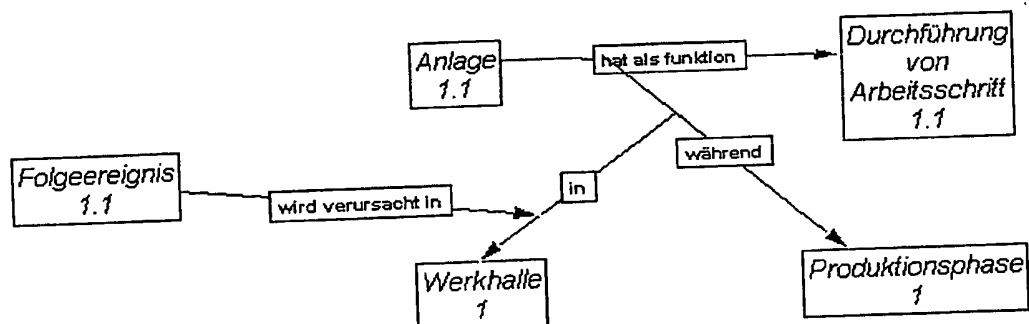 Anlage
1.1
hat als funktion
Durchführung
von
Arbeitsschritt
1.1
während
Folgeereignis
1.1
wird verursacht in
in
Werkhalle
1
Produktionsphase
1